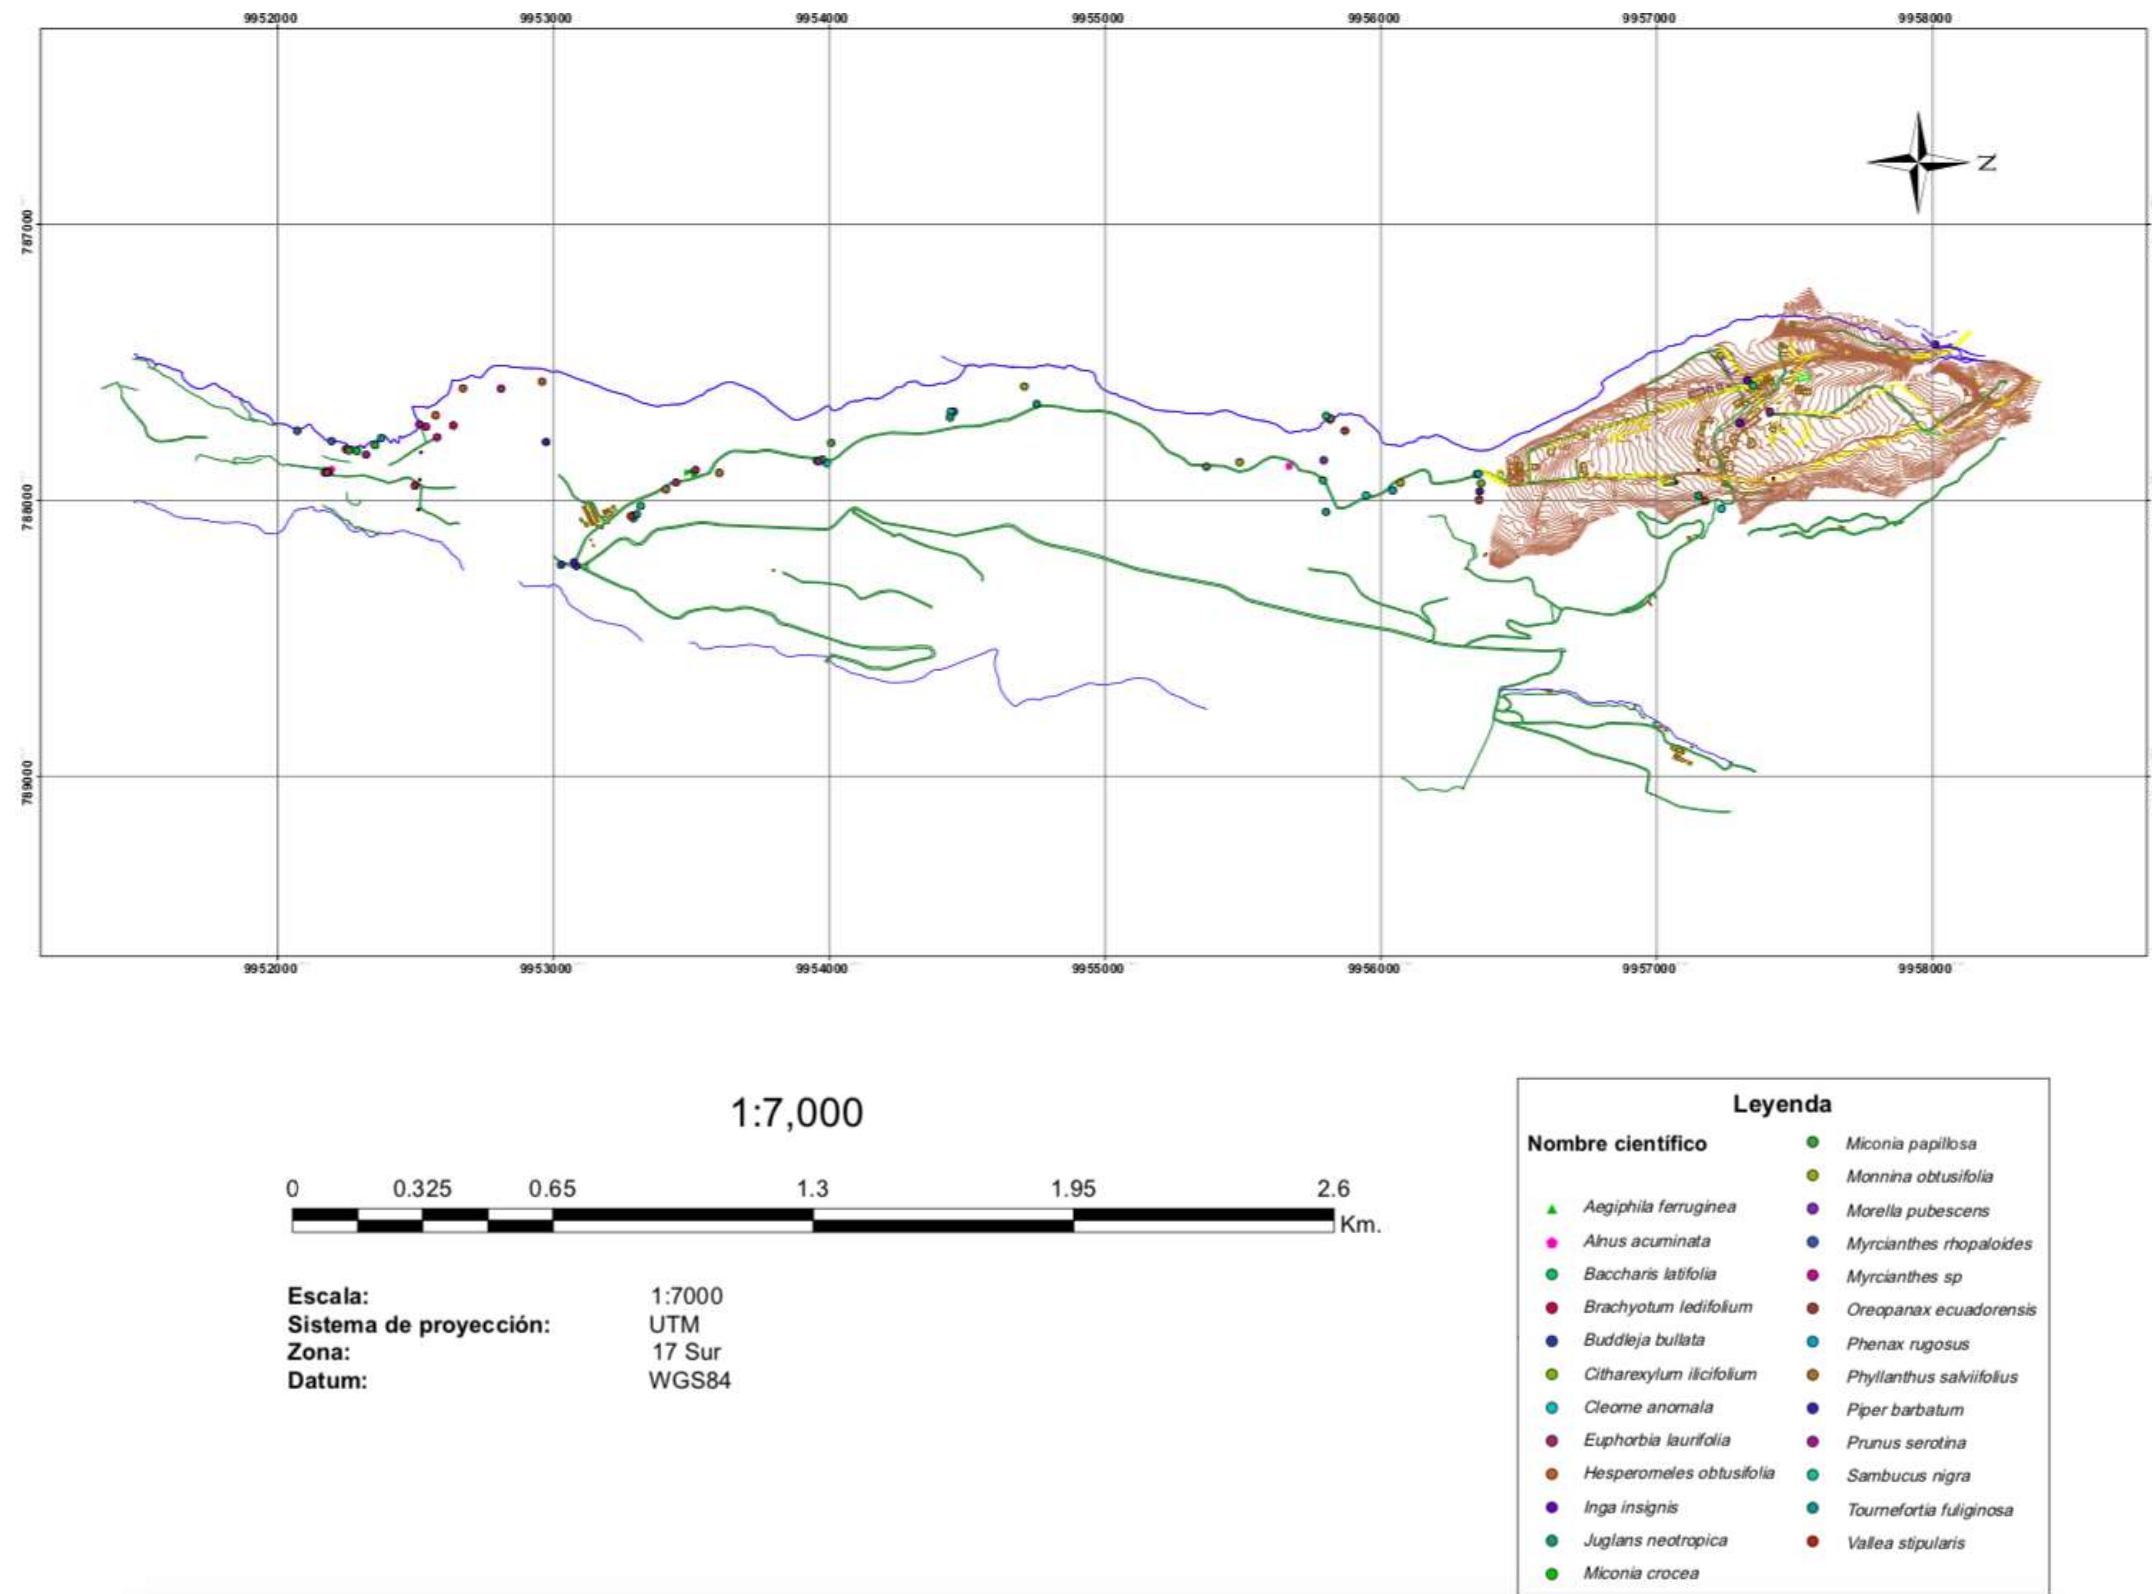 9952000 9953000 9954000 9955000 9956000 9957000 9958000
N
787000
788000
789000
9952000 9953000 9954000 9955000 9956000 9957000 9958000
1:7,000
0 0.325 0.65 1.3 1.95 2.6
Km.
Escala: 1:7000
Sistema de proyección: UTM
Zona: 17 Sur
Datum: WGS84
Leyenda
Nombre científico
Aegiphila ferruginea
Alnus acuminata
Baccharis latifolia
Brachyotum ledifolium
Buddleja bullata
Citharexylum ilicifolium
Cleome anomala
Euphorbia laurifolia
Hesperomeles obtusifolia
Inga insignis
Juglans neotropica
Miconia crocea
Miconia papillosa
Monnina obtusifolia
Morella pubescens
Myrcianthes rhopaloides
Myrcianthes sp
Oreopanax ecuadorensis
Phenax rugosus
Phyllanthus salviifolius
Piper barbatum
Prunus serotina
Sambucus nigra
Tournefortia fuliginosa
Vallea stipularis